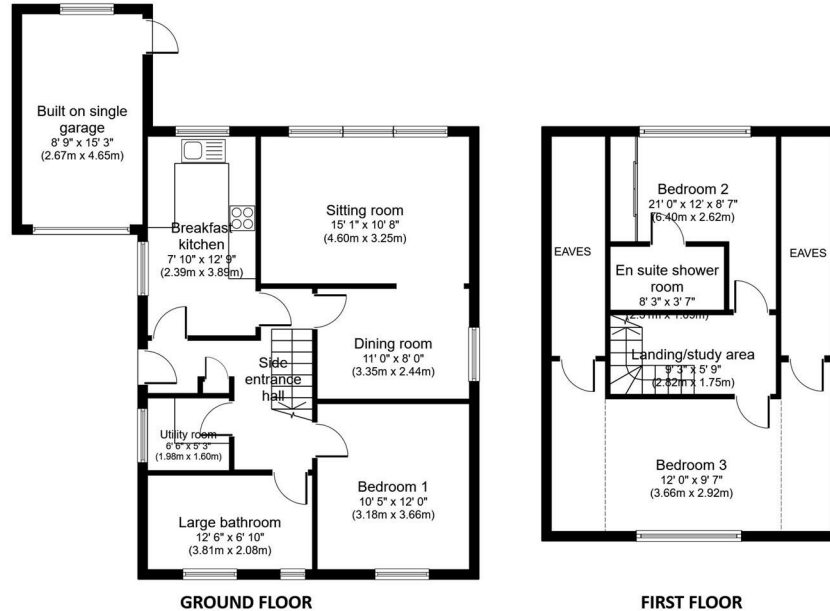 Built on single
garage
8' 9" x 15' 3"
(2.67m x 4.65m)
Breakfast
kitchen
7' 10" x 12' 9"
(2.39m x 3.89m)
Sitting room
15' 1" x 10' 8"
(4.60m x 3.25m)
Dining room
11' 0" x 8' 0"
(3.35m x 2.44m)
Side
entrance
hall
Utility room
6' 6" x 5' 3"
(1.98m x 1.60m)
Bedroom 1
10' 5" x 12' 0"
(3.18m x 3.66m)
Large bathroom
12' 6" x 6' 10"
(3.81m x 2.08m)
GROUND FLOOR
EAVES
Bedroom 2
21' 0" x 12' x 8' 7"
(6.40m x 2.62m)
EAVES
En suite shower
room
8' 3" x 3' 7"
(2.51m x 1.09m)
Landing/study area
9' 3" x 5' 9"
(2.82m x 1.75m)
Bedroom 3
12' 0" x 9' 7"
(3.66m x 2.92m)
FIRST FLOOR